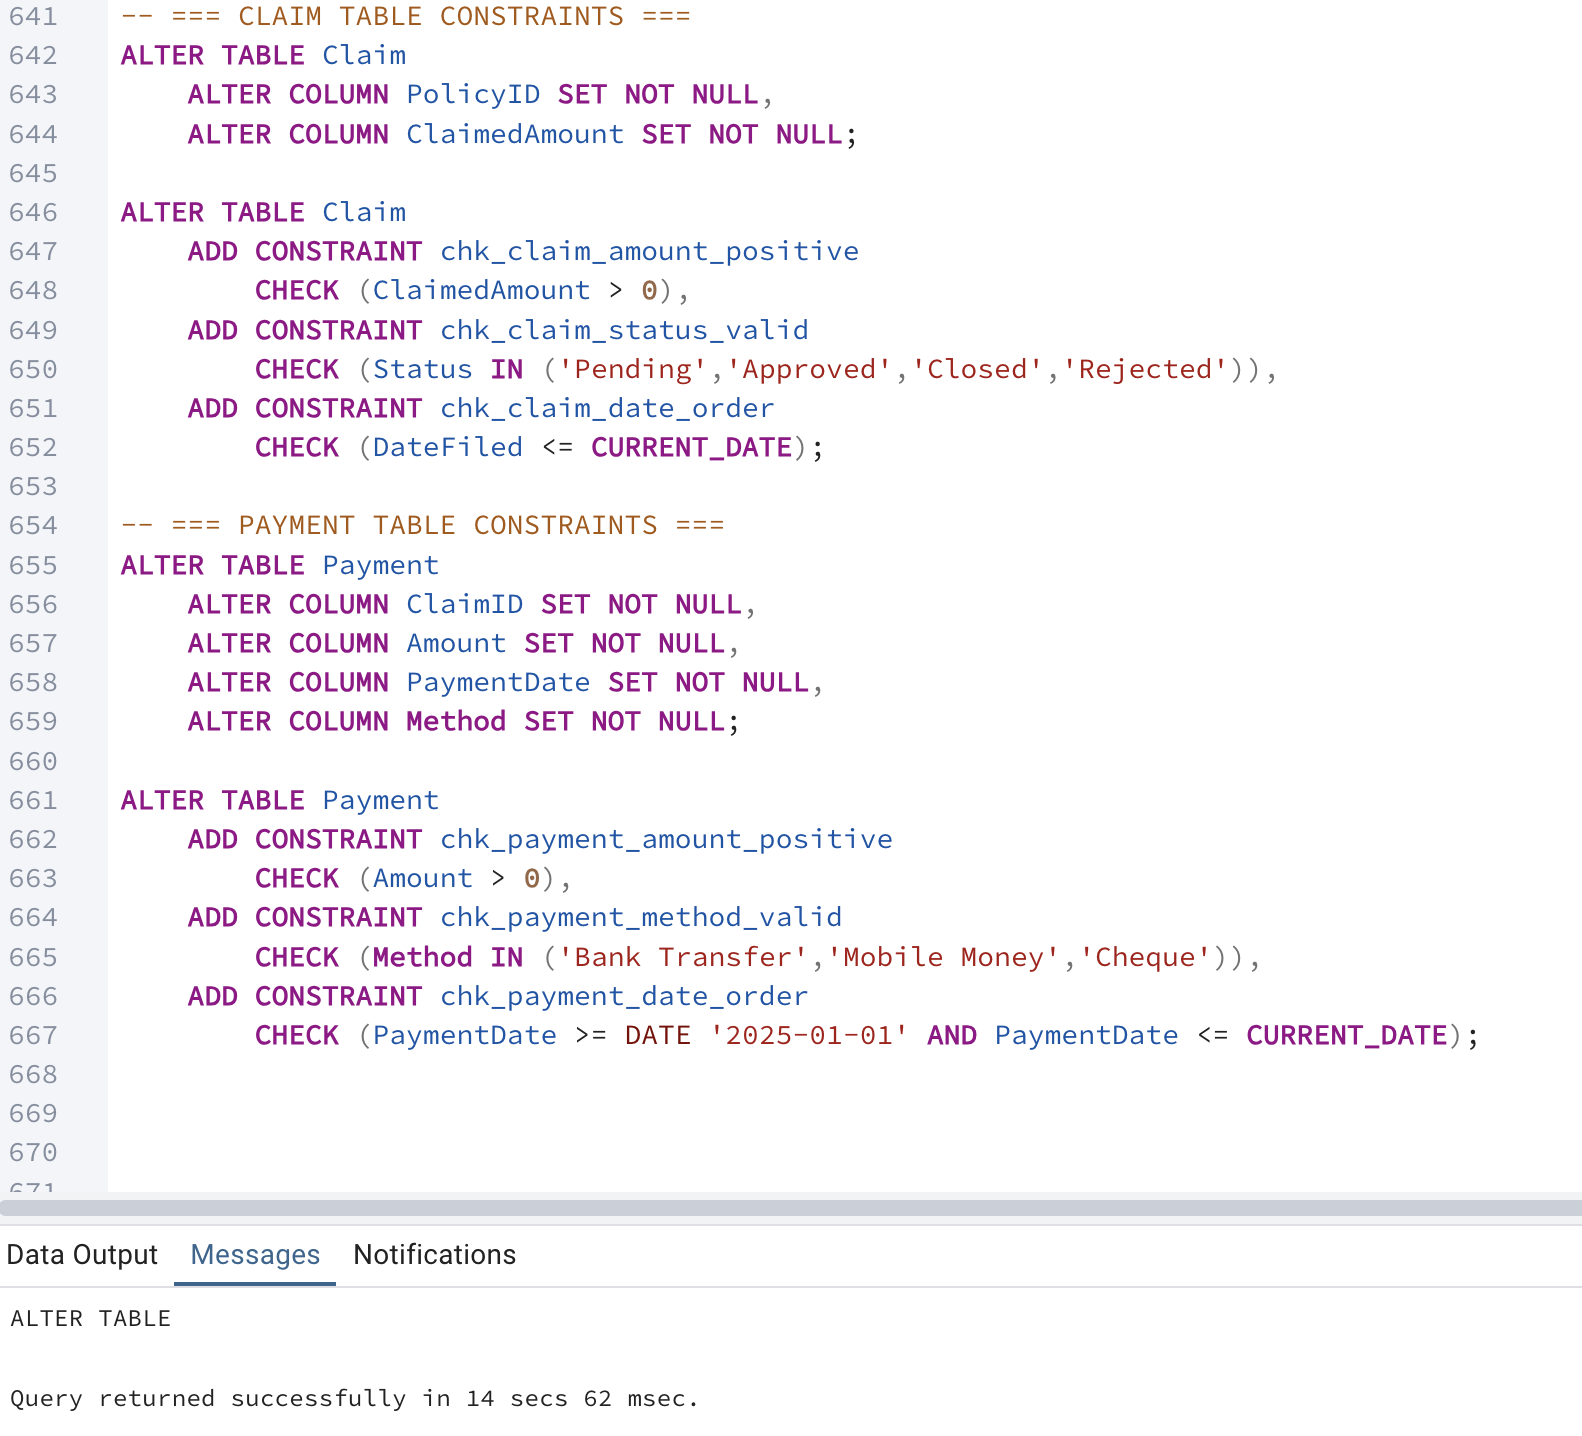 641 -- === CLAIM TABLE CONSTRAINTS ===
642 ALTER TABLE Claim
643     ALTER COLUMN PolicyID SET NOT NULL,
644     ALTER COLUMN ClaimedAmount SET NOT NULL;
645
646 ALTER TABLE Claim
647     ADD CONSTRAINT chk_claim_amount_positive
648         CHECK (ClaimedAmount > 0),
649     ADD CONSTRAINT chk_claim_status_valid
650         CHECK (Status IN ('Pending','Approved','Closed','Rejected')),
651     ADD CONSTRAINT chk_claim_date_order
652         CHECK (DateFiled <= CURRENT_DATE);
653
654 -- === PAYMENT TABLE CONSTRAINTS ===
655 ALTER TABLE Payment
656     ALTER COLUMN ClaimID SET NOT NULL,
657     ALTER COLUMN Amount SET NOT NULL,
658     ALTER COLUMN PaymentDate SET NOT NULL,
659     ALTER COLUMN Method SET NOT NULL;
660
661 ALTER TABLE Payment
662     ADD CONSTRAINT chk_payment_amount_positive
663         CHECK (Amount > 0),
664     ADD CONSTRAINT chk_payment_method_valid
665         CHECK (Method IN ('Bank Transfer','Mobile Money','Cheque')),
666     ADD CONSTRAINT chk_payment_date_order
667         CHECK (PaymentDate >= DATE '2025-01-01' AND PaymentDate <= CURRENT_DATE);
668
669
670
671
Data Output Messages Notifications
ALTER TABLE
Query returned successfully in 14 secs 62 msec.